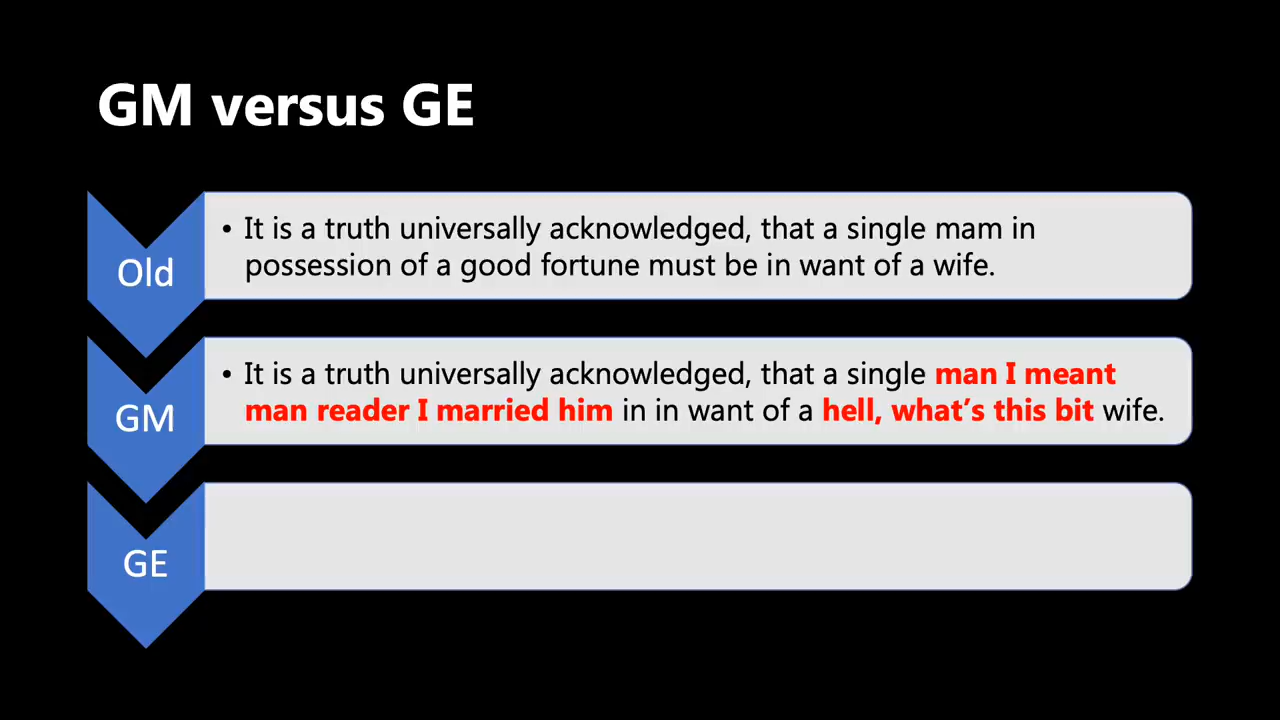 GM versus GE
Old
• It is a truth universally acknowledged, that a single mam in
possession of a good fortune must be in want of a wife.
GM
• It is a truth universally acknowledged, that a single man I meant
man reader I married him in in want of a hell, what’s this bit wife.
GE